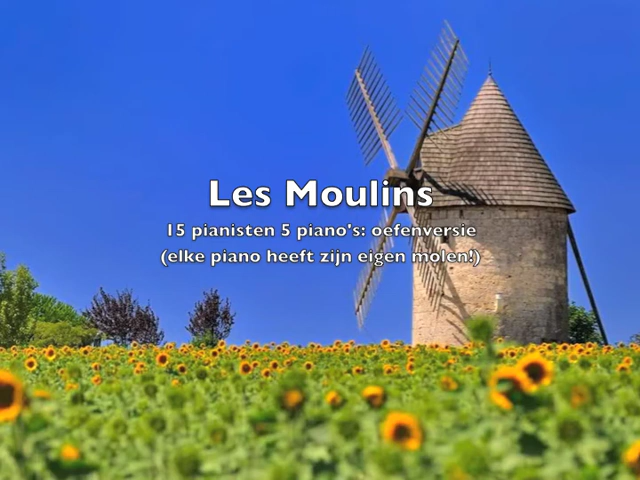 Les Moulins
15 pianisten 5 piano's: oefenversie
(elke piano heeft zijn eigen molen!)